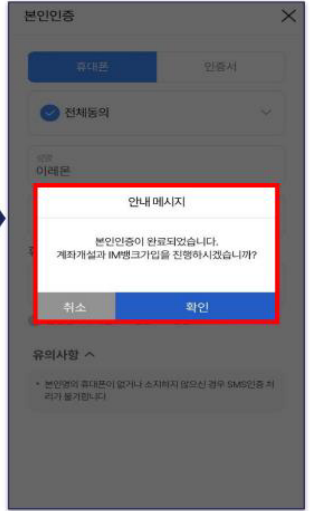 본인인증
휴대폰
인증서
전체동의
성명
이레몬
안내 메시지
본인인증이 완료되었습니다.
계좌개설과 IM뱅크가입을 진행하시겠습니까?
취소
확인
유의사항
• 본인명의 휴대폰이 없거나 소지하지 않으신 경우 SMS인증 처
리가 불가합니다.